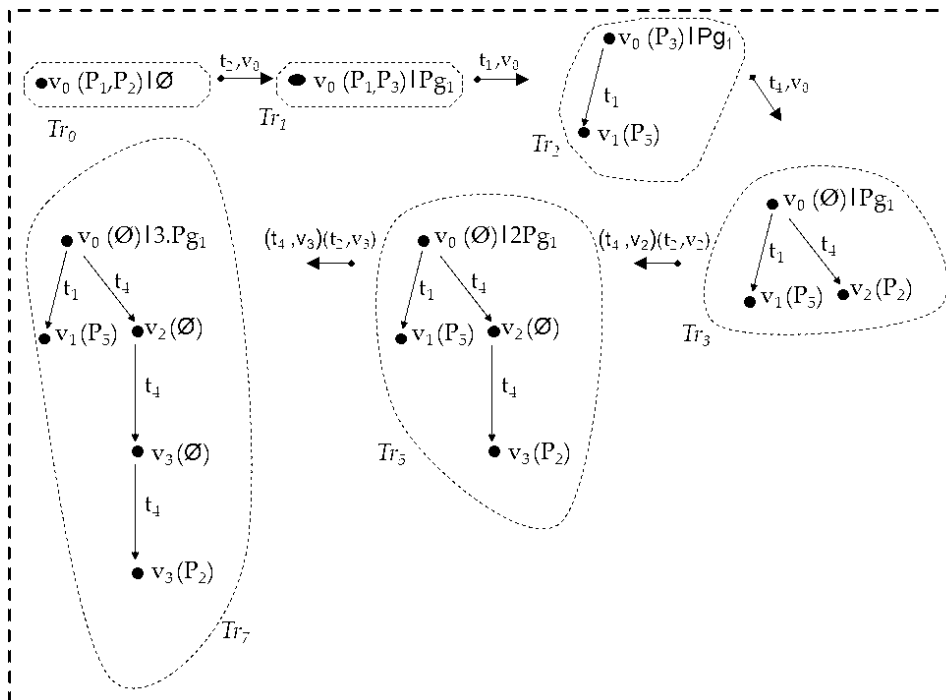 v₀ (P₁,P₂)|Ø
Tr₀
t₂,v₀
v₀ (P₁,P₃)|Pg₁
Tr₁
t₁,v₀
v₀ (P₃)|Pg₁
t₁
v₁(P₅)
Tr₂
t₄,v₀
v₀ (Ø)|Pg₁
t₁
t₄
v₁(P₅)
v₂(P₂)
Tr₃
(t₄,v₂)(t₂,v₂)
v₀ (Ø)|2Pg₁
t₁
t₄
v₁(P₅)
v₂(Ø)
t₄
v₃(P₂)
Tr₅
(t₄,v₃)(t₂,v₃)
v₀ (Ø)|3.Pg₁
t₁
t₄
v₁(P₅)
v₂(Ø)
t₄
v₃(Ø)
t₄
v₃(P₂)
Tr₇